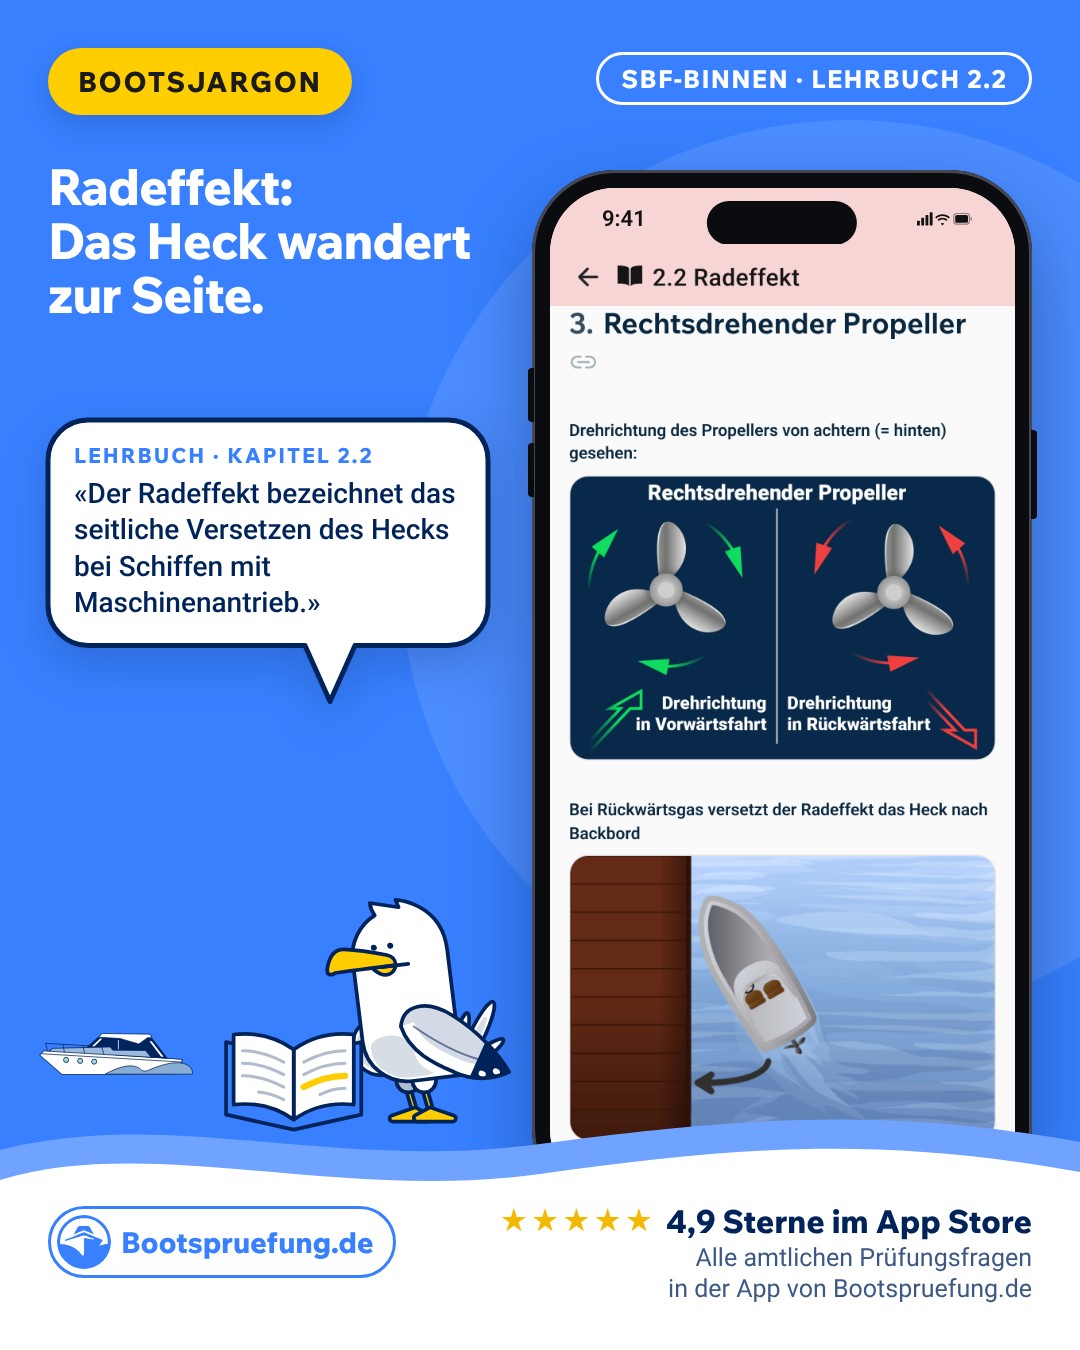 BOOTSJARGON
SBF-BINNEN · LEHRBUCH 2.2
Radeffekt:
Das Heck wandert
zur Seite.
LEHRBUCH · KAPITEL 2.2
«Der Radeffekt bezeichnet das
seitliche Versetzen des Hecks
bei Schiffen mit
Maschinenantrieb.»
9:41
2.2 Radeffekt
3. Rechtsdrehender Propeller
Drehrichtung des Propellers von achtern (= hinten)
gesehen:
Rechtsdrehender Propeller
Drehrichtung
in Vorwärtsfahrt
Drehrichtung
in Rückwärtsfahrt
Bei Rückwärtsgas versetzt der Radeffekt das Heck nach
Backbord
Bootspruefung.de
★★★★★ 4,9 Sterne im App Store
Alle amtlichen Prüfungsfragen
in der App von Bootspruefung.de